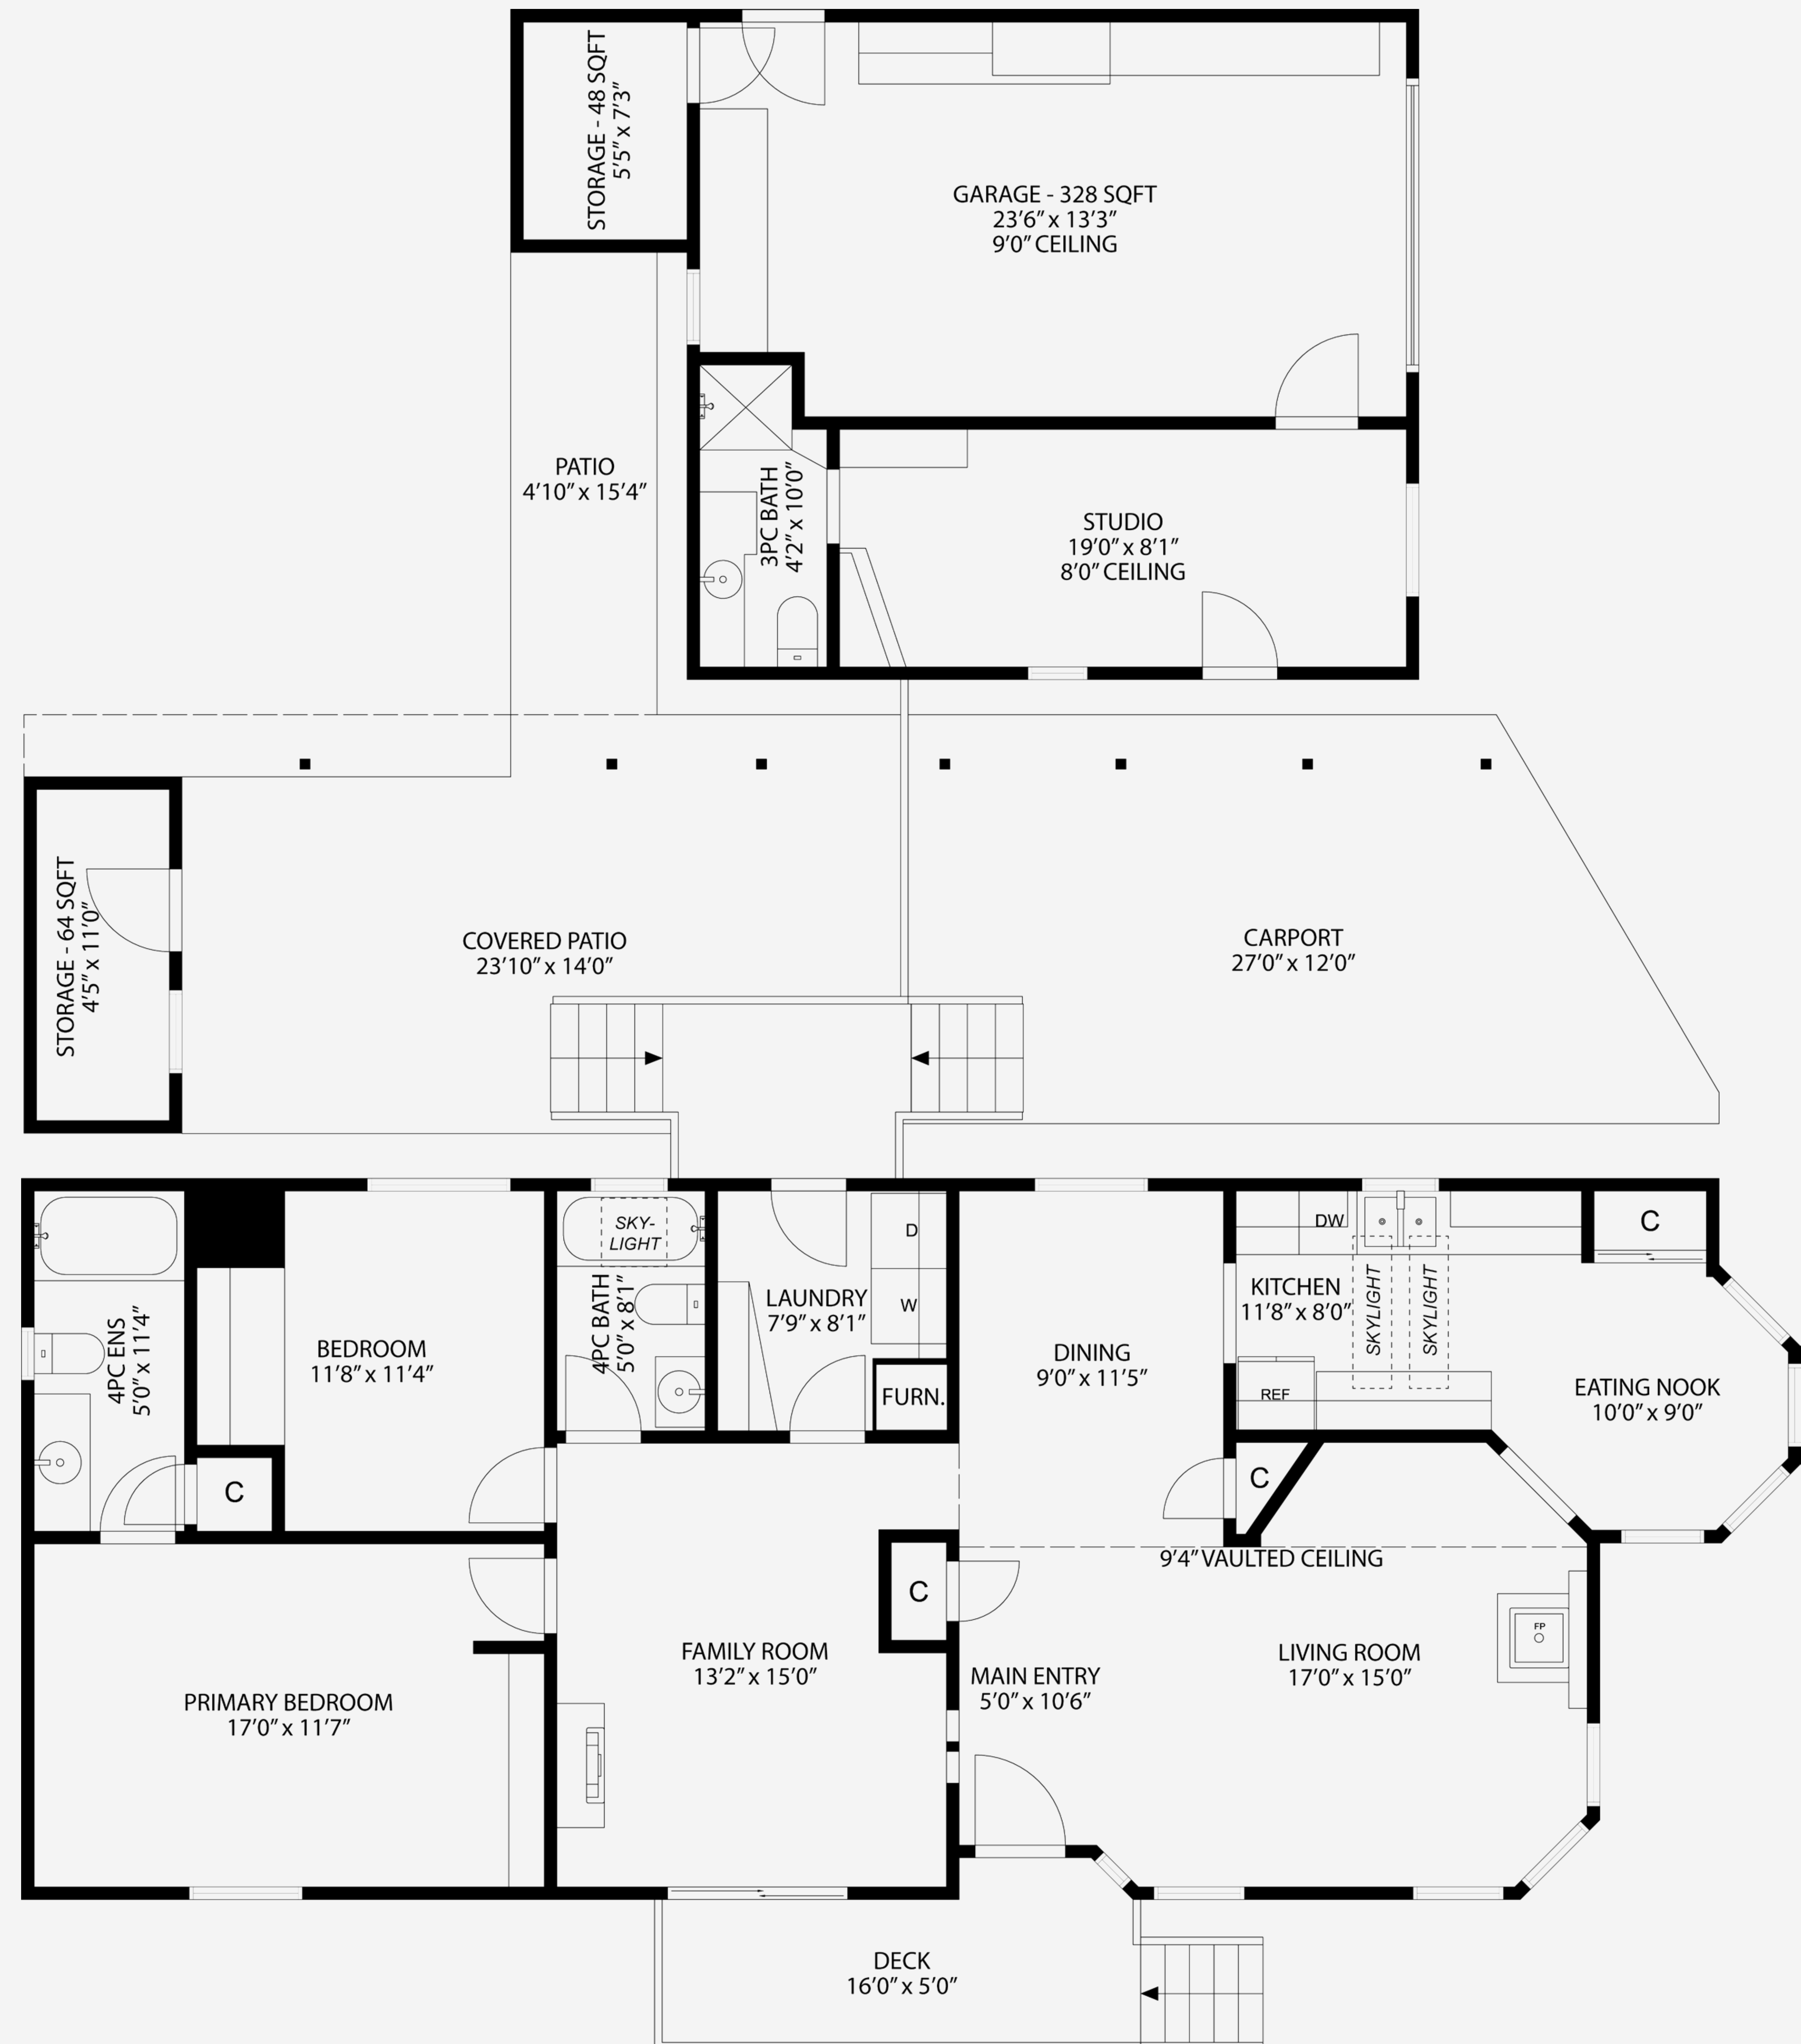 STORAGE - 48 SQFT
5'5" x 7'3"
GARAGE - 328 SQFT
23'6" x 13'3"
9'0" CEILING
PATIO
4'10" x 15'4"
3PC BATH
4'2" x 10'0"
STUDIO
19'0" x 8'1"
8'0" CEILING
STORAGE - 64 SQFT
4'5" x 11'0"
COVERED PATIO
23'10" x 14'0"
CARPORT
27'0" x 12'0"
4PC ENS
5'0" x 11'4"
C
BEDROOM
11'8" x 11'4"
SKY-
LIGHT
4PC BATH
5'0" x 8'1"
LAUNDRY
7'9" x 8'1"
D
W
FURN.
DINING
9'0" x 11'5"
DW
KITCHEN
11'8" x 8'0"
SKYLIGHT
SKYLIGHT
REF
C
C
EATING NOOK
10'0" x 9'0"
9'4" VAULTED CEILING
C
FP
PRIMARY BEDROOM
17'0" x 11'7"
FAMILY ROOM
13'2" x 15'0"
MAIN ENTRY
5'0" x 10'6"
LIVING ROOM
17'0" x 15'0"
DECK
16'0" x 5'0"